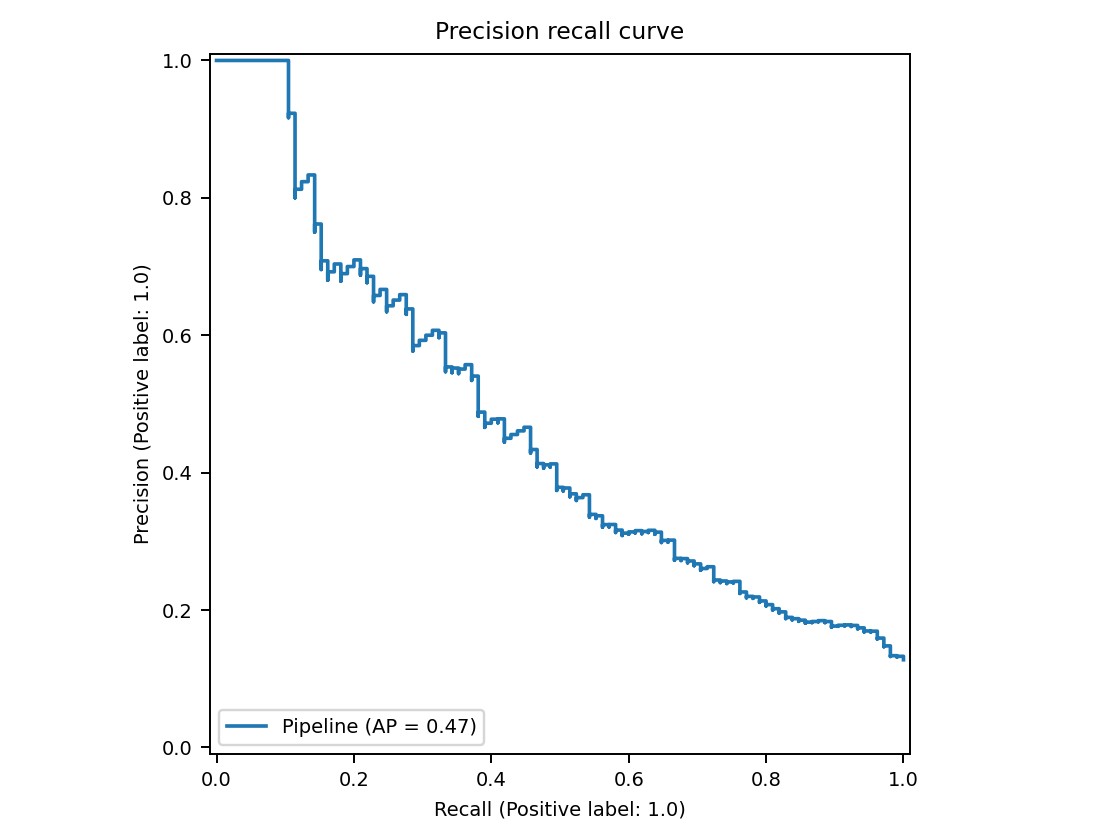 Precision recall curve
1.0
0.8
0.6
0.4
0.2
0.0
Precision (Positive label: 1.0)
Pipeline (AP = 0.47)
0.0 0.2 0.4 0.6 0.8 1.0
Recall (Positive label: 1.0)